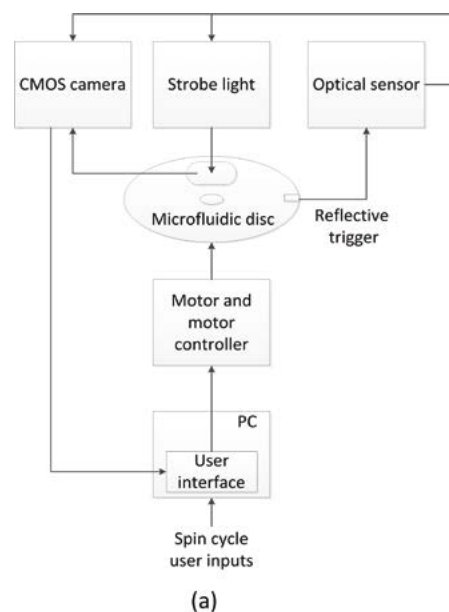 CMOS camera
Strobe light
Optical sensor
Microfluidic disc
Reflective
trigger
Motor and
motor
controller
PC
User
interface
Spin cycle
user inputs
(a)